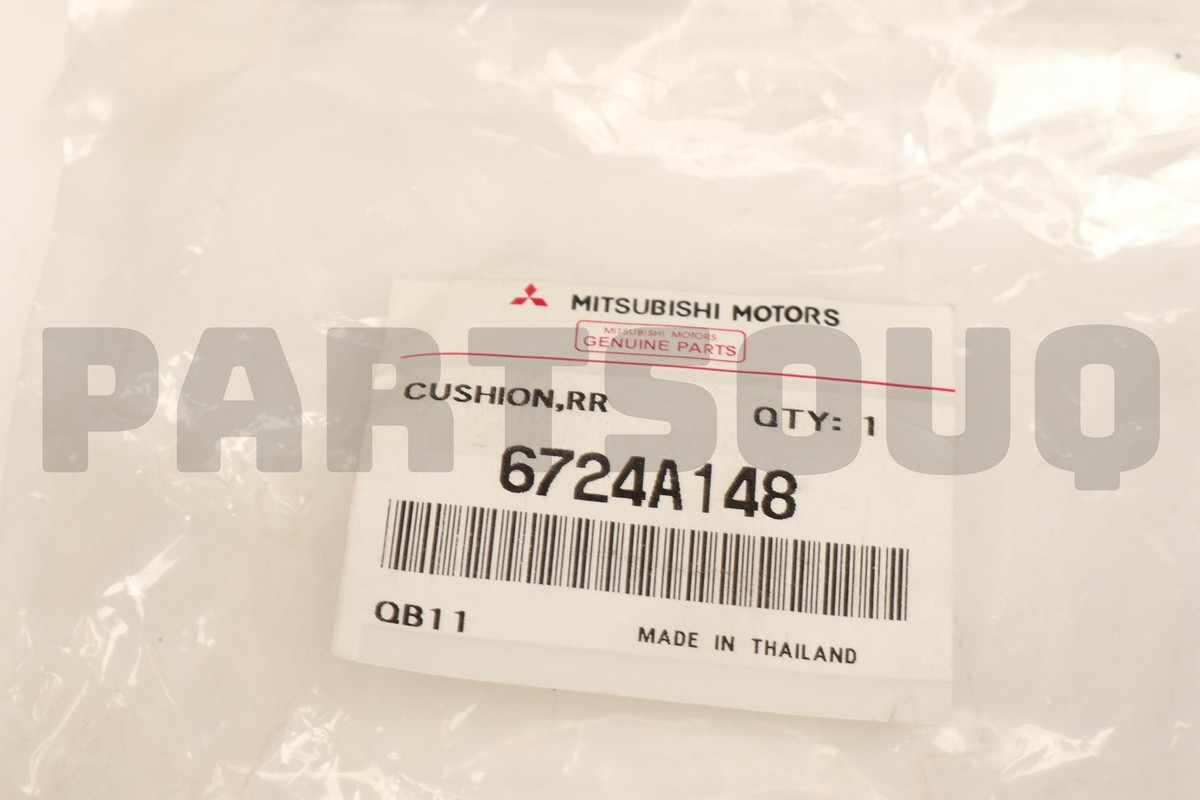 MITSUBISHI MOTORS
MITSUBISHI MOTORS
GENUINE PARTS
PARTSOUQ
CUSHION,RR
QTY: 1
6724A148
QB11
MADE IN THAILAND